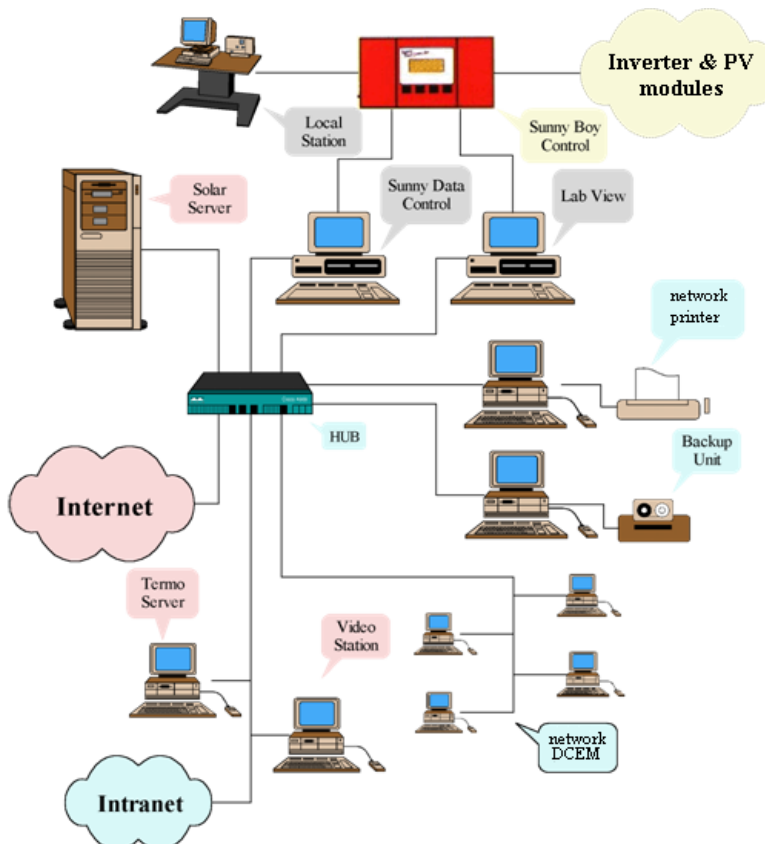 Inverter & PV
modules
Local
Station
Sunny Boy
Control
Solar
Server
Sunny Data
Control
Lab View
network
printer
HUB
Backup
Unit
Internet
Termo
Server
Video
Station
network
DCEM
Intranet